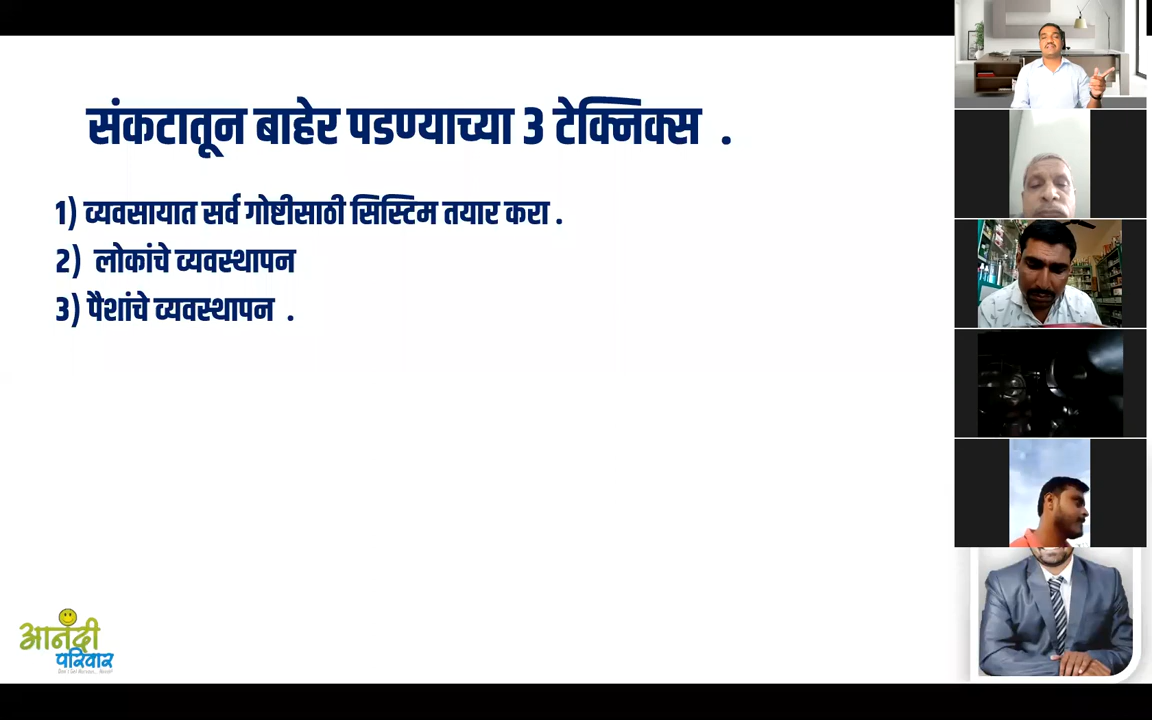 संकटातून बाहेर पडण्याच्या 3 टेक्निक्स .
1) व्यवसायात सर्व गोष्टीसाठी सिस्टिम तयार करा .
2) लोकांचे व्यवस्थापन
3) पैशांचे व्यवस्थापन .
आनंदी
परिवार